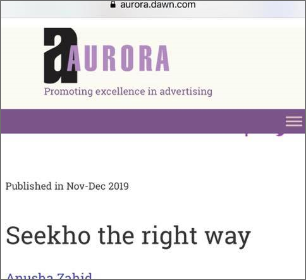 aurora.dawn.com
a AURORA
Promoting excellence in advertising
Published in Nov-Dec 2019
Seekho the right way
Anusha Zahid